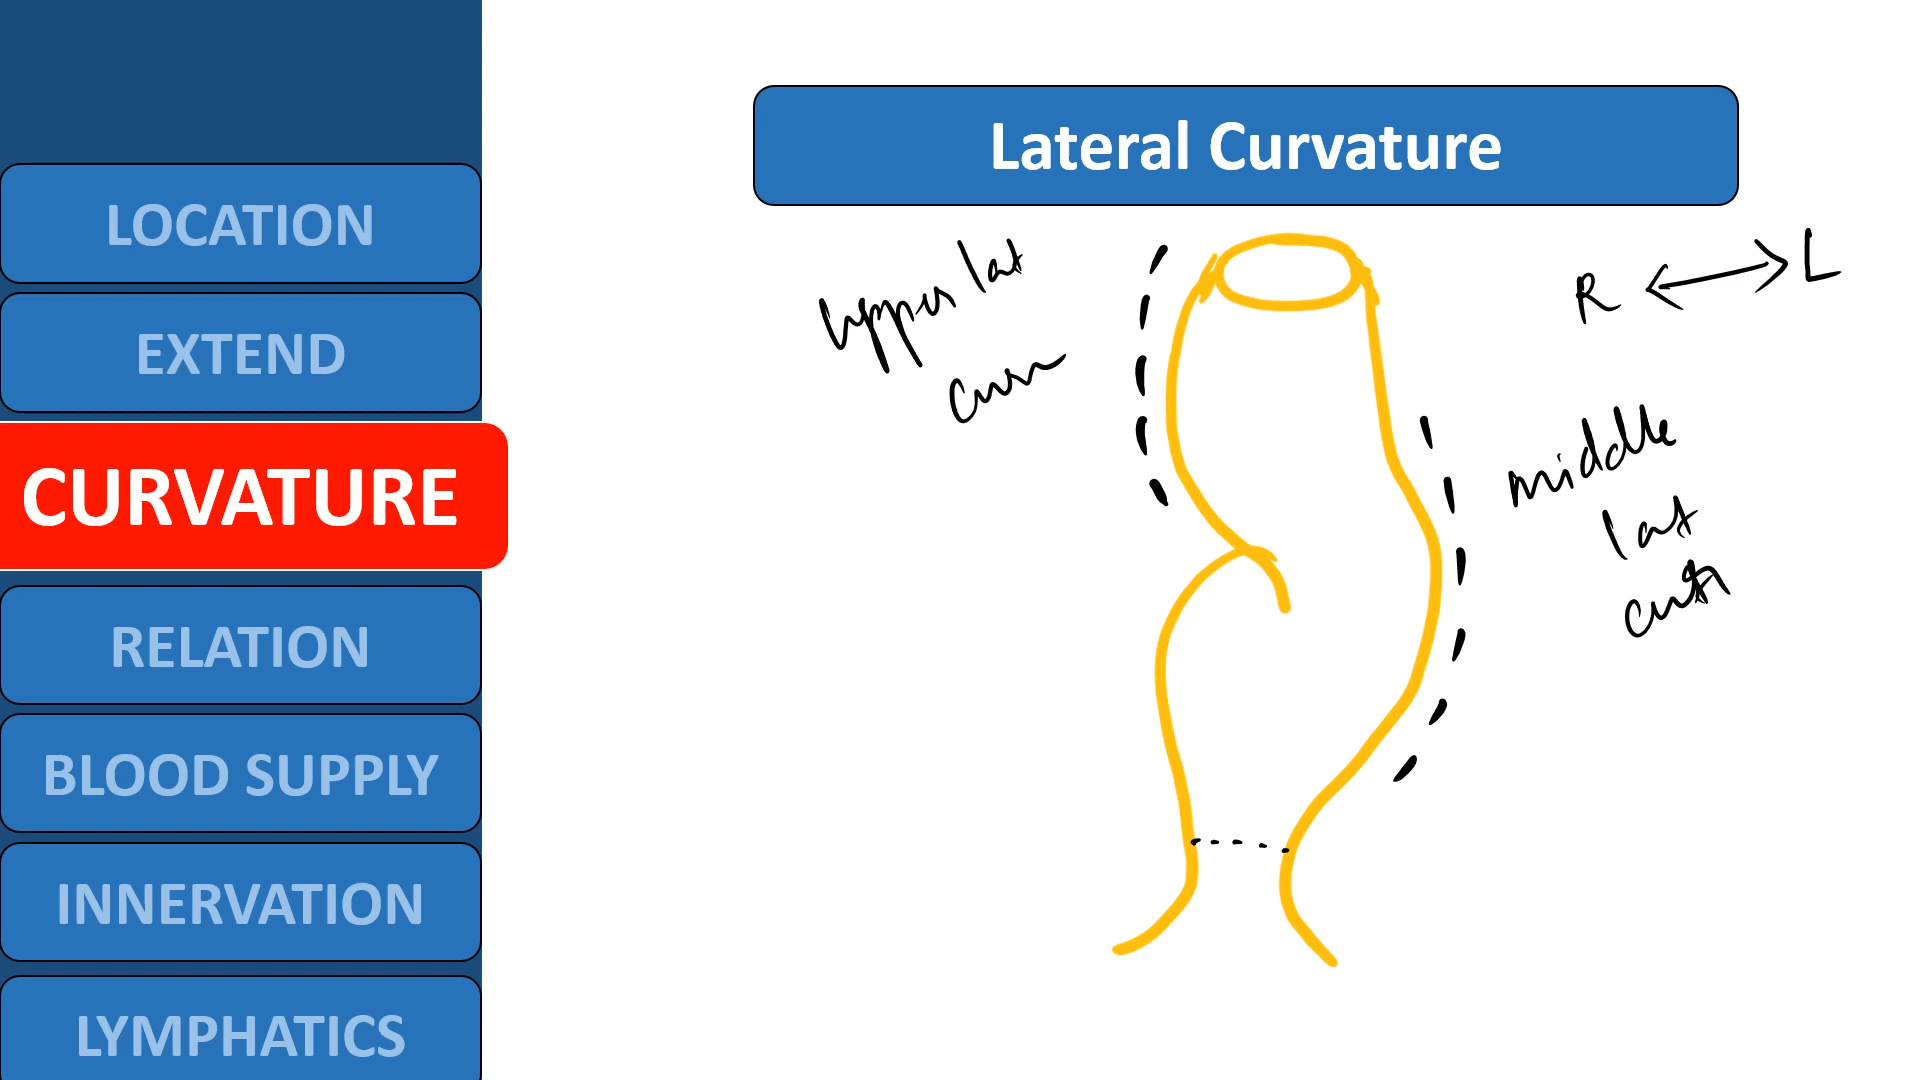 LOCATION
EXTEND
CURVATURE
RELATION
BLOOD SUPPLY
INNERVATION
LYMPHATICS
Lateral Curvature
upper lat
curv
R L
middle
lat